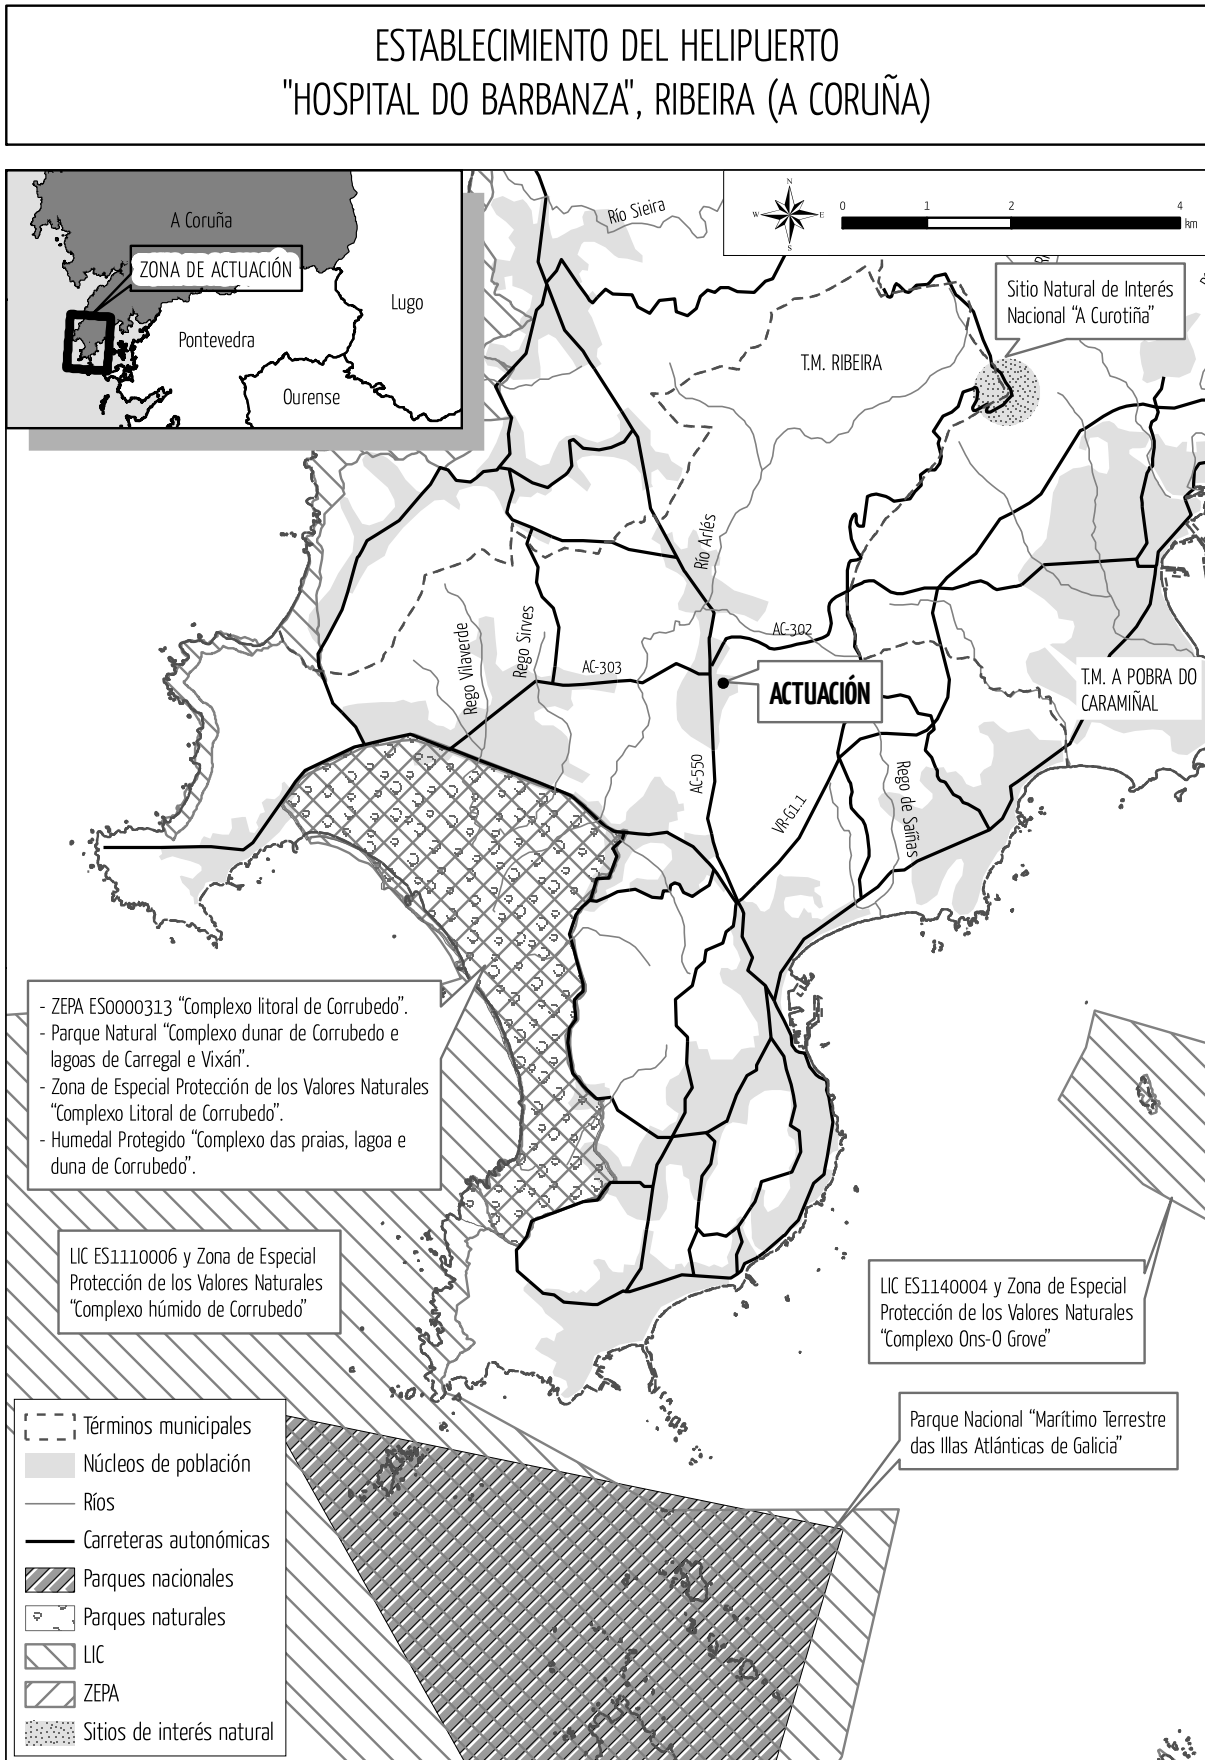 ESTABLECIMIENTO DEL HELIPUERTO
"HOSPITAL DO BARBANZA", RIBEIRA (A CORUÑA)
A Coruña
ZONA DE ACTUACIÓN
Lugo
Pontevedra
Ourense
Río Sieira
N
W
E
S
0
1
2
4
km
Sitio Natural de Interés
Nacional “A Curotiña”
T.M. RIBEIRA
Río Arlés
Rego Sirves
Rego Vilaverde
AC-302
AC-303
ACTUACIÓN
T.M. A POBRA DO
CARAMIÑAL
AC-550
VR-G1.1
Rego de Saíñas
- ZEPA ES0000313 “Complexo litoral de Corrubedo”.
- Parque Natural “Complexo dunar de Corrubedo e
lagoas de Carregal e Vixán”.
- Zona de Especial Protección de los Valores Naturales
“Complexo Litoral de Corrubedo”.
- Humedal Protegido “Complexo das praias, lagoa e
duna de Corrubedo”.
LIC ES1110006 y Zona de Especial
Protección de los Valores Naturales
“Complexo húmido de Corrubedo”
LIC ES1140004 y Zona de Especial
Protección de los Valores Naturales
“Complexo Ons-O Grove”
Parque Nacional “Marítimo Terrestre
das Illas Atlánticas de Galicia”
Términos municipales
Núcleos de población
Ríos
Carreteras autonómicas
Parques nacionales
Parques naturales
LIC
ZEPA
Sitios de interés natural